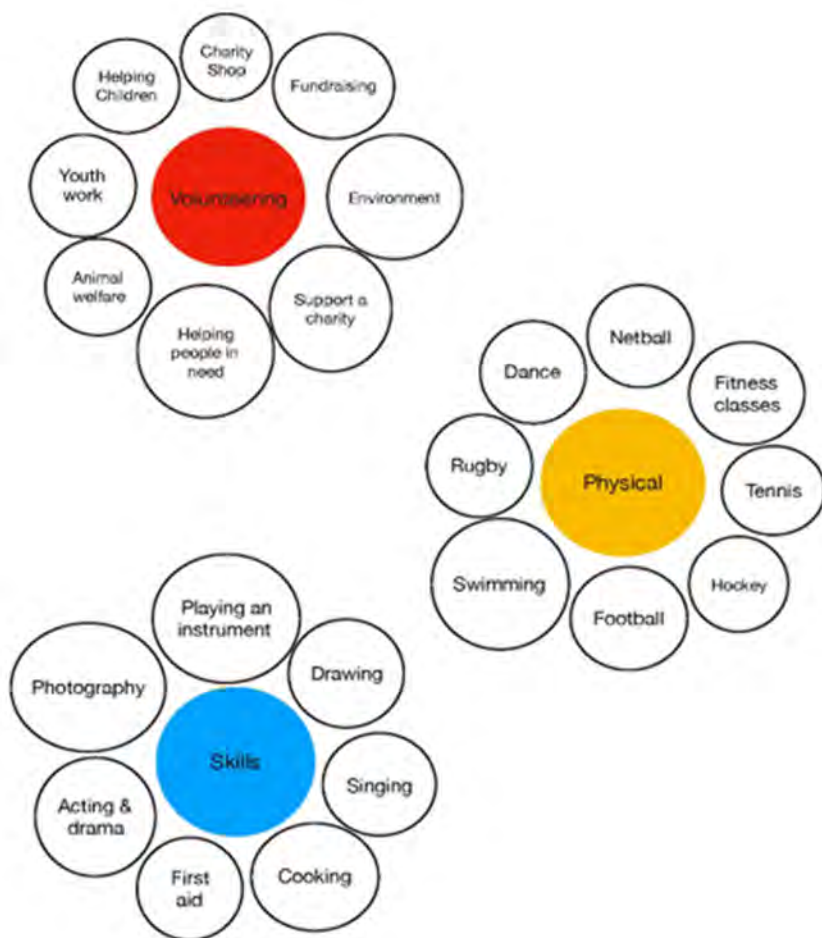 Charity
Shop
Helping
Children
Fundraising
Youth
work
Volunteering
Environment
Animal
welfare
Support a
charity
Helping
people in
need
Netball
Dance
Fitness
classes
Rugby
Physical
Tennis
Swimming
Hockey
Football
Playing an
instrument
Photography
Drawing
Skills
Singing
Acting &
drama
First
aid
Cooking